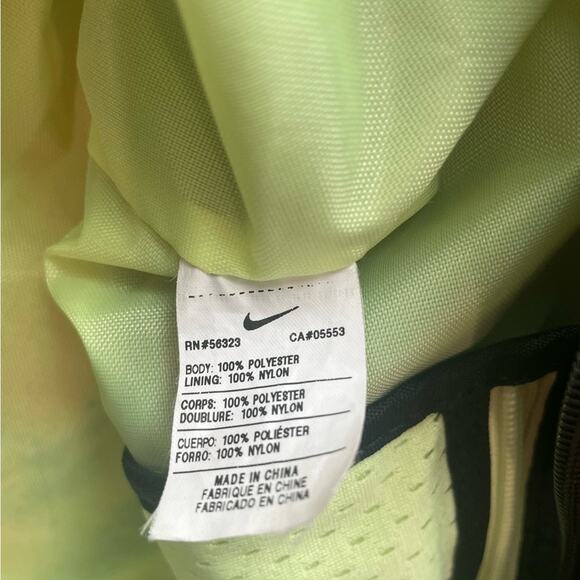 RN#56323 CA#05553
BODY: 100% POLYESTER
LINING: 100% NYLON
CORPS: 100% POLYESTER
DOUBLURE: 100% NYLON
CUERPO: 100% POLIÉSTER
FORRO: 100% NYLON
MADE IN CHINA
FABRIQUE EN CHINE
FABRICADO EN CHINA